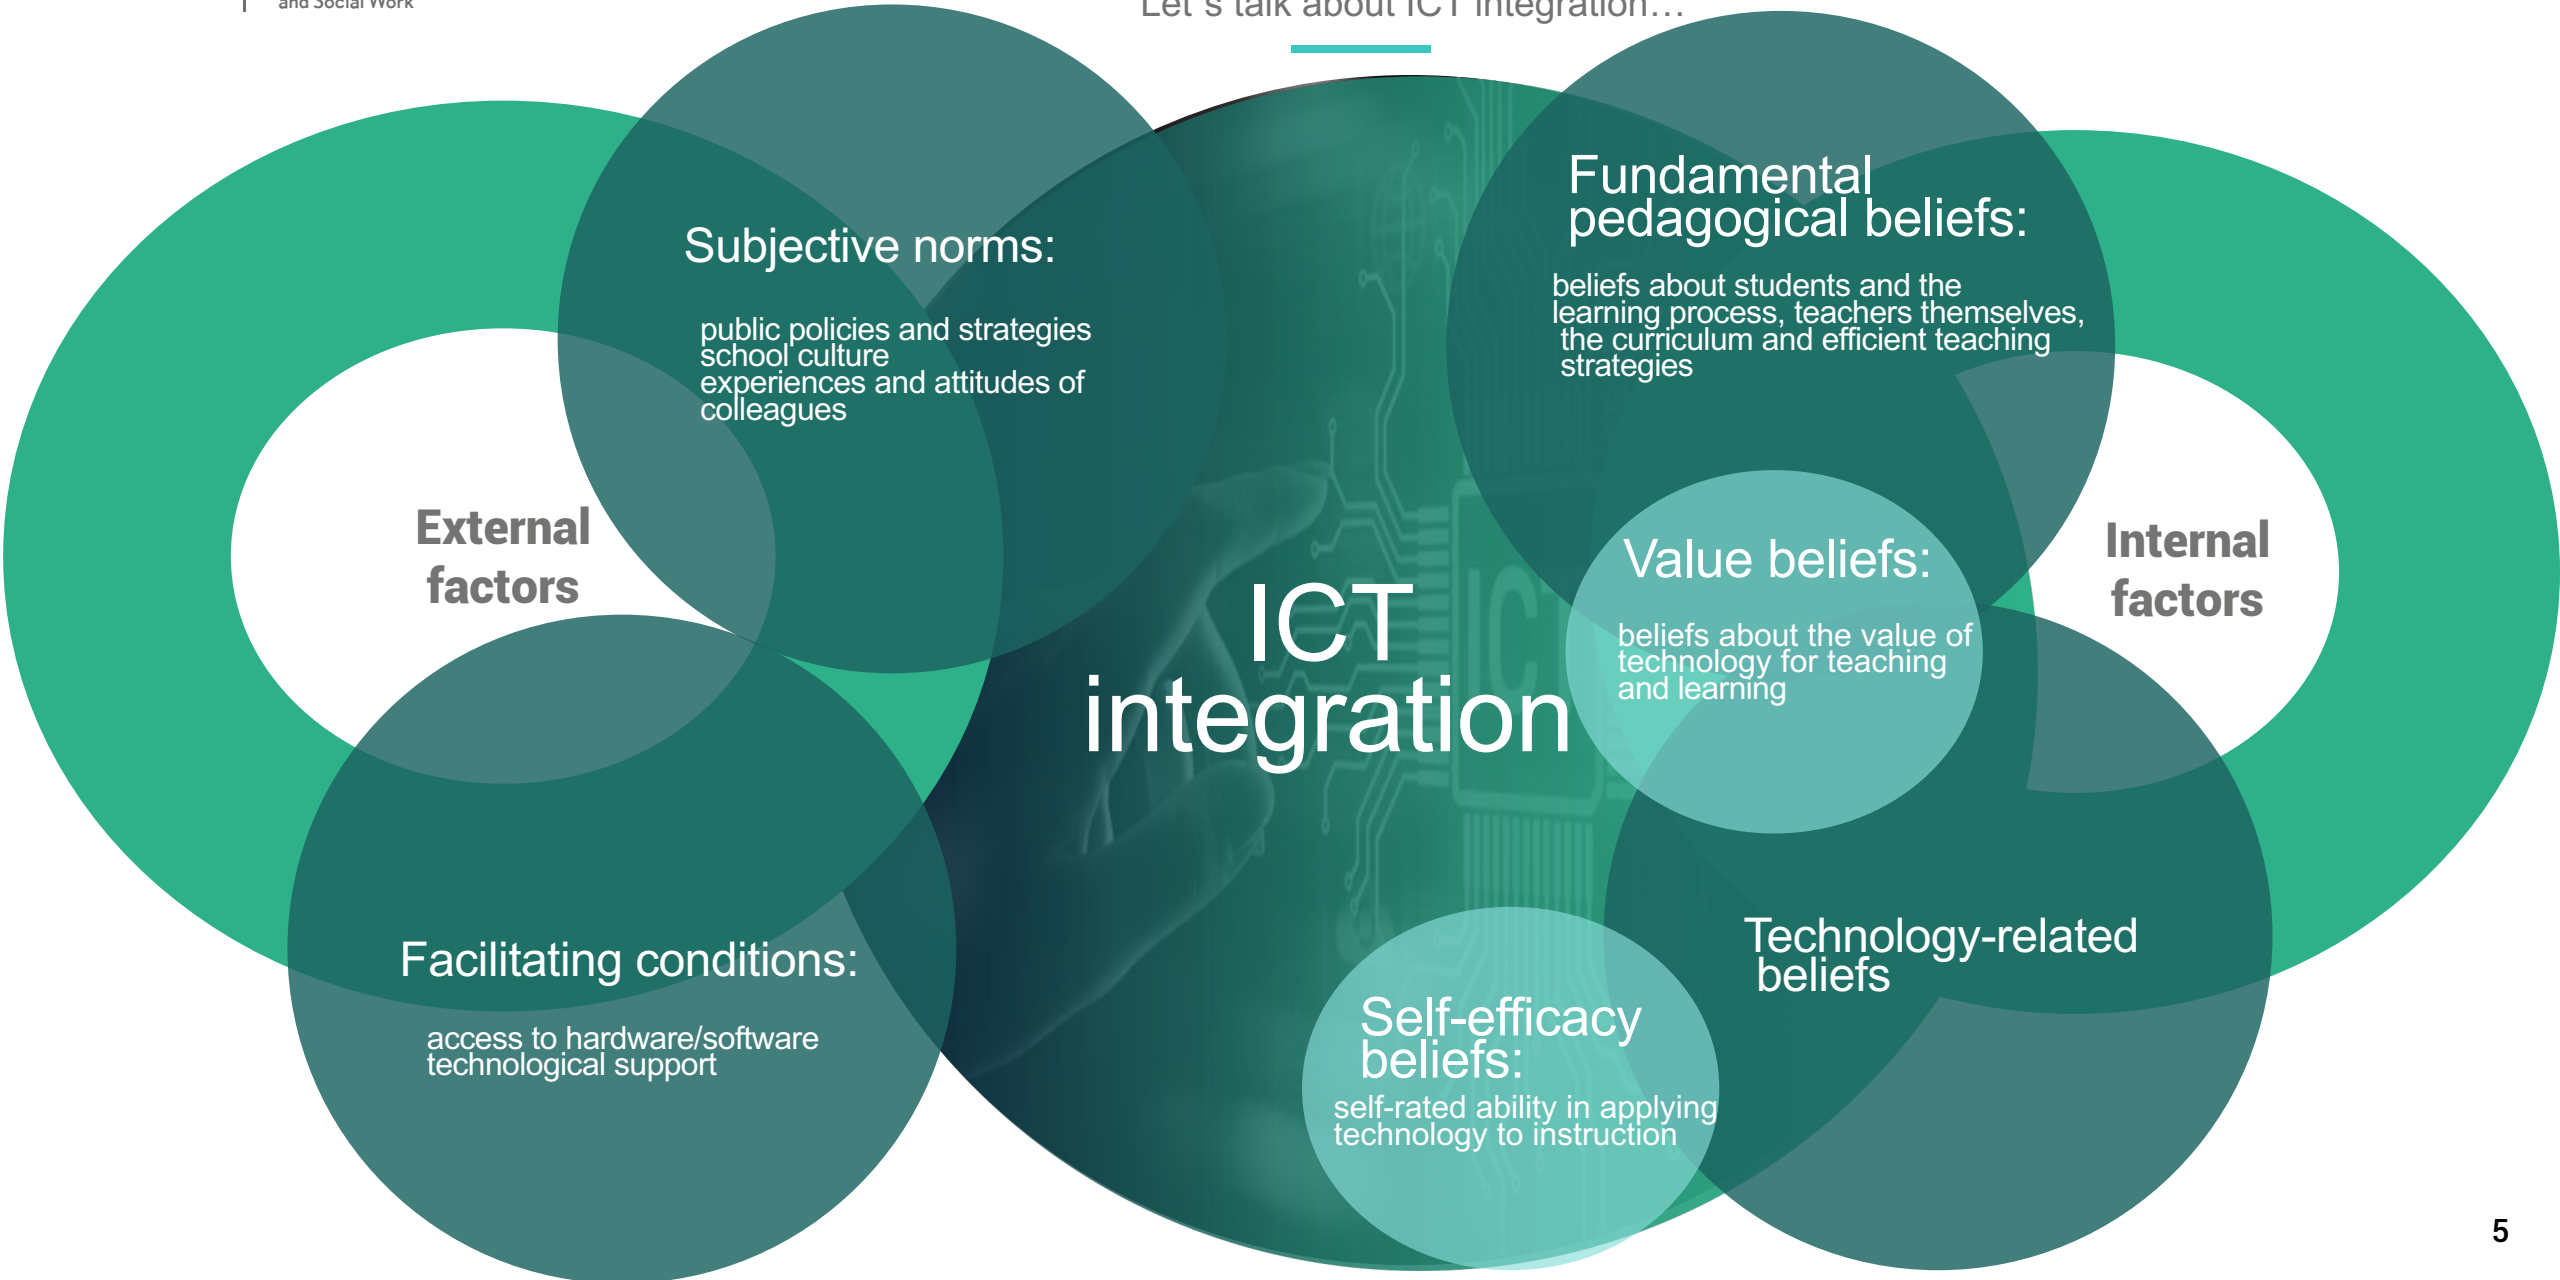 and Social Work
Let's talk about ICT integration…
Subjective norms:
public policies and strategies
school culture
experiences and attitudes of
colleagues
External
factors
Facilitating conditions:
access to hardware/software
technological support
ICT
integration
Fundamental
pedagogical beliefs:
beliefs about students and the
learning process, teachers themselves,
the curriculum and efficient teaching
strategies
Value beliefs:
beliefs about the value of
technology for teaching
and learning
Internal
factors
Technology-related
beliefs
Self-efficacy
beliefs:
self-rated ability in applying
technology to instruction
5